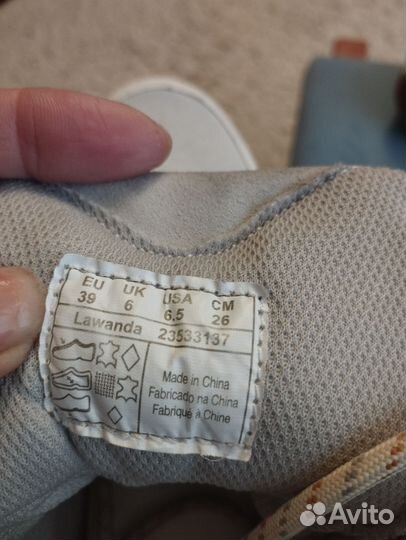 EU UK USA CM
39 6 6,5 26
Lawanda 23533137
Made in China
Fabricado na China
Fabriqué à Chine
Avito